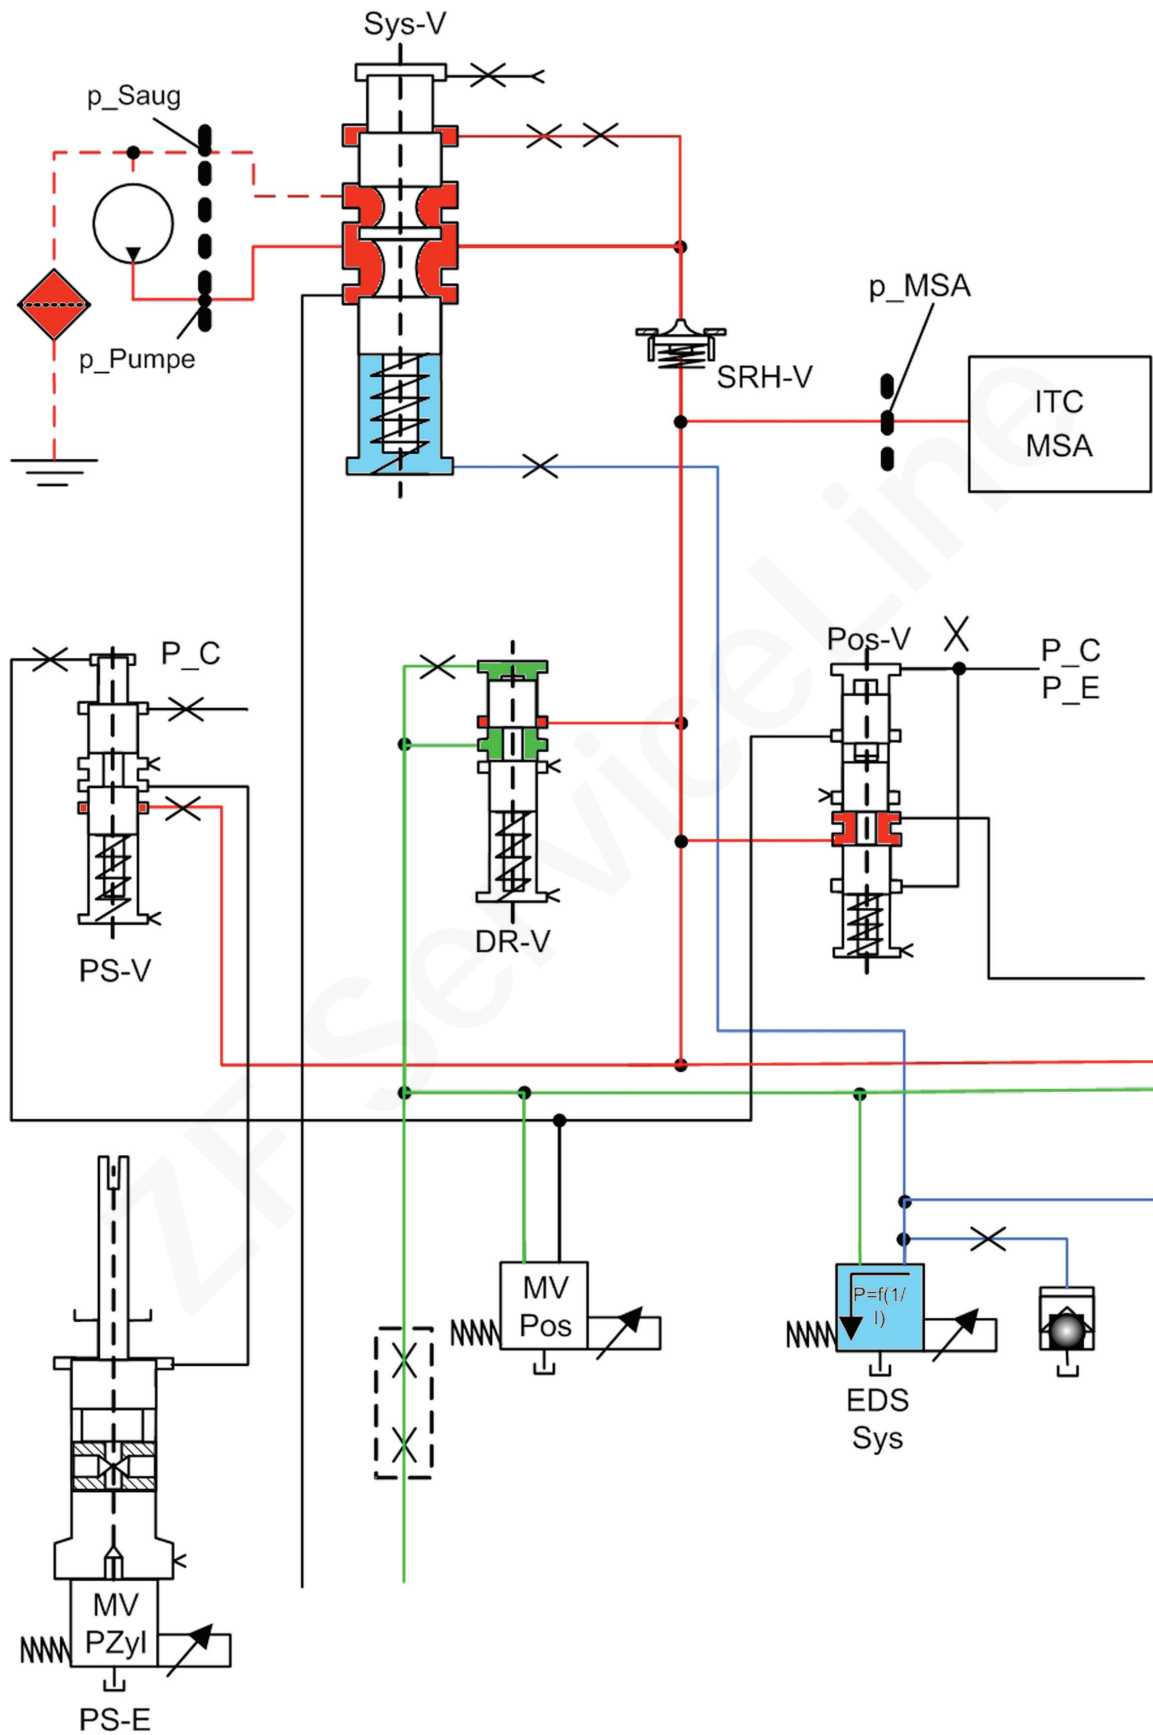 Sys-V
p_Saug
p_Pumpe
SRH-V
p_MSA
ITC
MSA
P_C
PS-V
DR-V
Pos-V
P_C
P_E
MV
Pos
P=f(1/
I)
EDS
Sys
MV
PZyl
PS-E
ZF ServiceLine